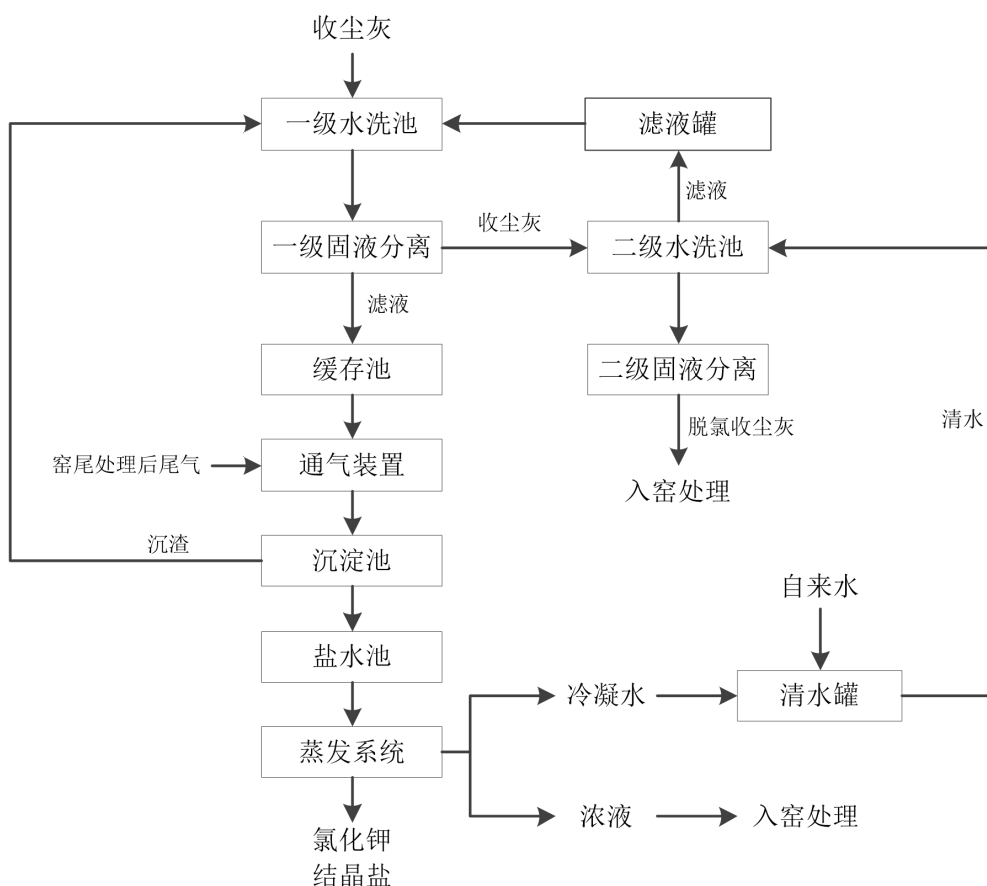 收尘灰
一级水洗池
滤液罐
滤液
收尘灰
一级固液分离
二级水洗池
滤液
缓存池
二级固液分离
清水
脱氯收尘灰
窑尾处理后尾气
通气装置
入窑处理
沉渣
沉淀池
自来水
盐水池
冷凝水
清水罐
蒸发系统
浓液
入窑处理
氯化钾
结晶盐